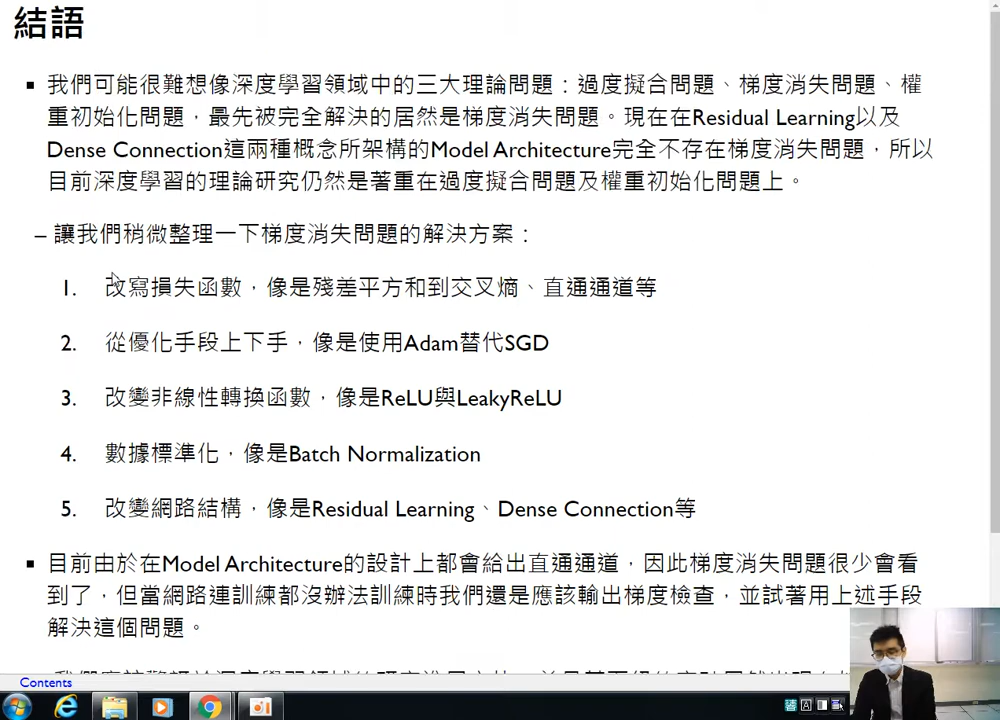 結語
▪ 我們可能很難想像深度學習領域中的三大理論問題：過度擬合問題、梯度消失問題、權
重初始化問題，最先被完全解決的居然是梯度消失問題。現在在Residual Learning以及
Dense Connection這兩種概念所架構的Model Architecture完全不存在梯度消失問題，所以
目前深度學習的理論研究仍然是著重在過度擬合問題及權重初始化問題上。
– 讓我們稍微整理一下梯度消失問題的解決方案：
1. 改寫損失函數，像是殘差平方和到交叉熵、直通通道等
2. 從優化手段上下手，像是使用Adam替代SGD
3. 改變非線性轉換函數，像是ReLU與LeakyReLU
4. 數據標準化，像是Batch Normalization
5. 改變網路結構，像是Residual Learning、Dense Connection等
▪ 目前由於在Model Architecture的設計上都會給出直通通道，因此梯度消失問題很少會看
到了，但當網路連訓練都沒辦法訓練時我們還是應該輸出梯度檢查，並試著用上述手段
解決這個問題。
Contents